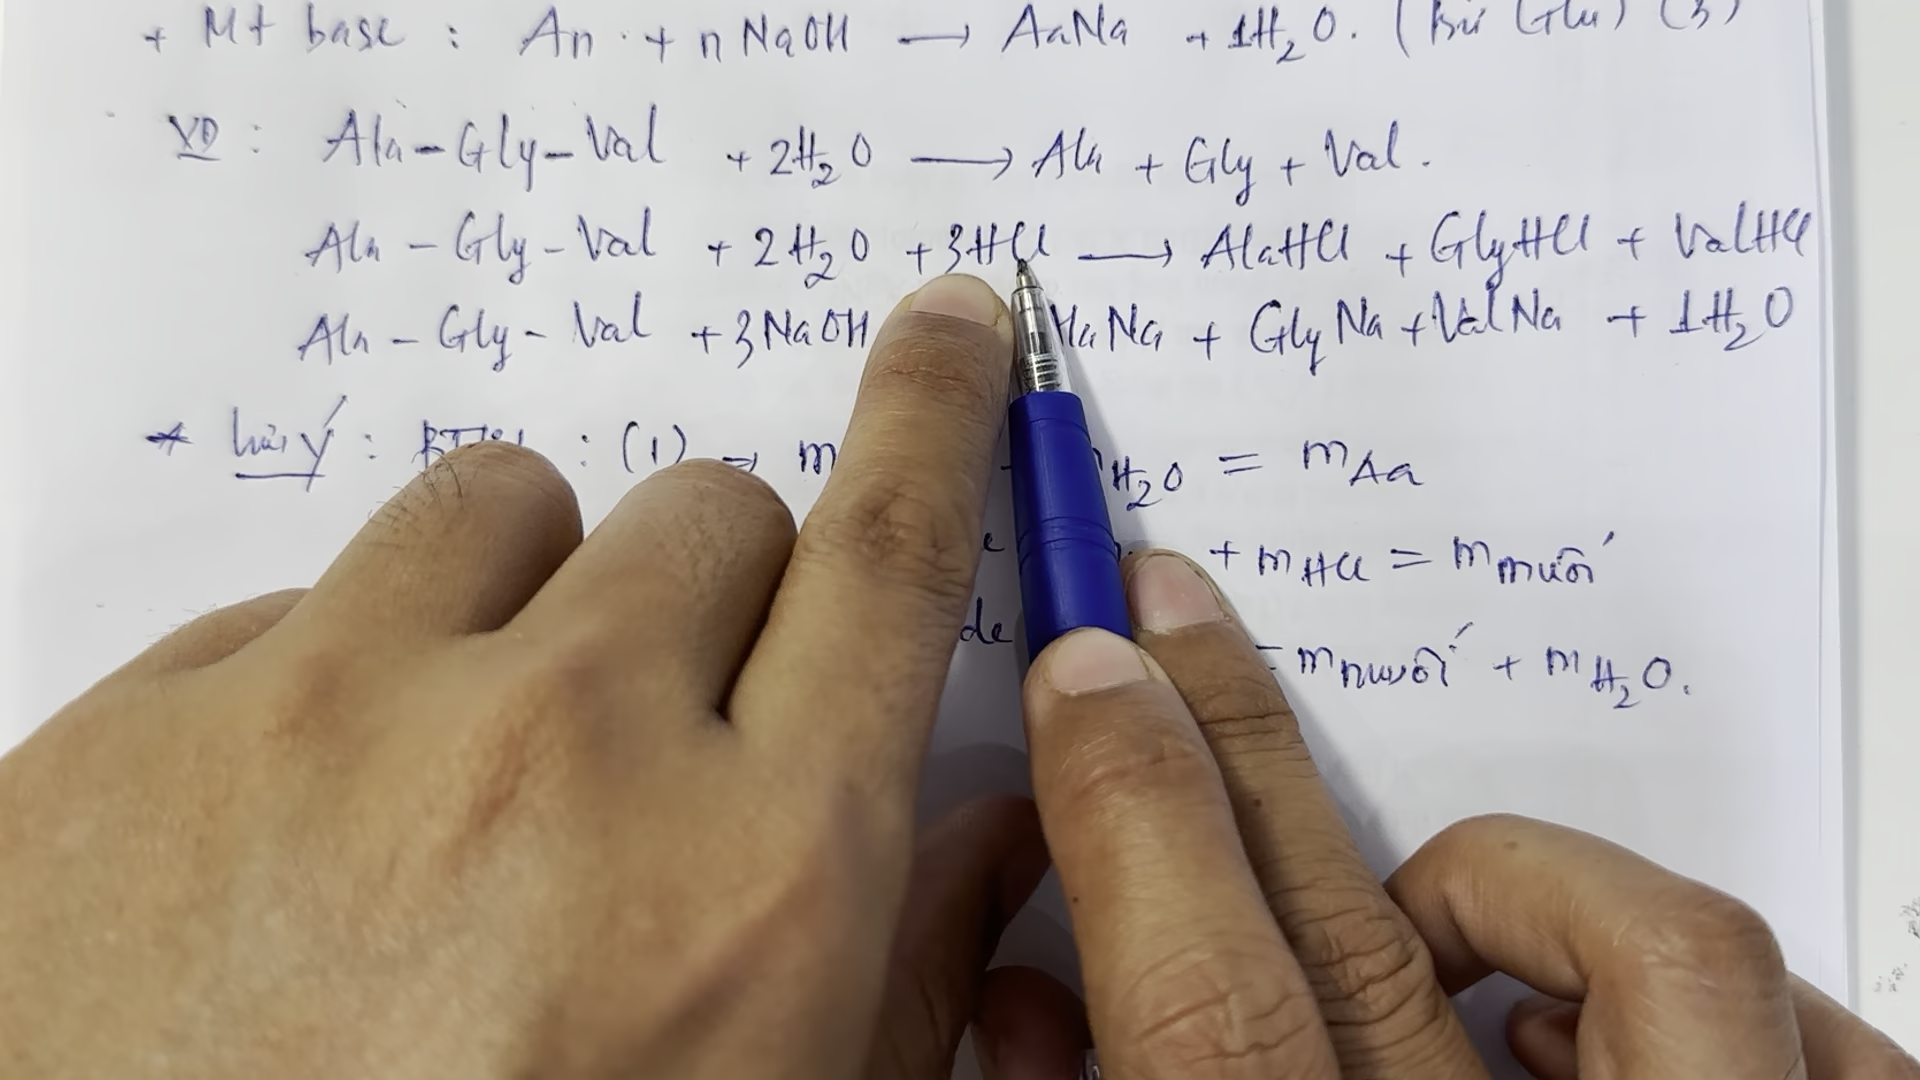 + Mt base : An + nNaOH → AaNa + 1H₂O. (trừ Glu) (3)
VD : Ala-Gly-Val + 2H₂O → Ala + Gly + Val.
Ala - Gly - Val + 2H₂O + 3HCl → AlaHCl + GlyHCl + ValHCl
Ala - Gly - Val + 3NaOH AlaNa + GlyNa + ValNa + 1H₂O
* lưu ý : : (1) ⇒ m H₂O = mAa
+ mHCl = mmuối
= mmuối + mH₂O.